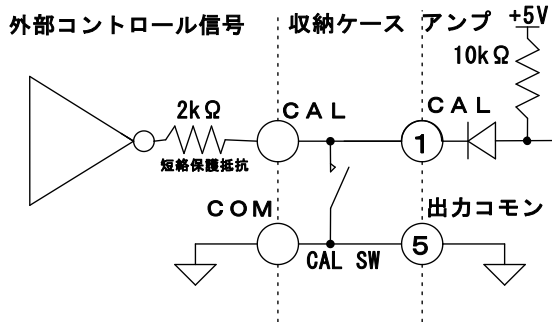 外部コントロール信号
収納ケース
アンプ
+5V
10kΩ
2kΩ
CAL
CAL
1
短絡保護抵抗
COM
出力コモン
5
CAL SW